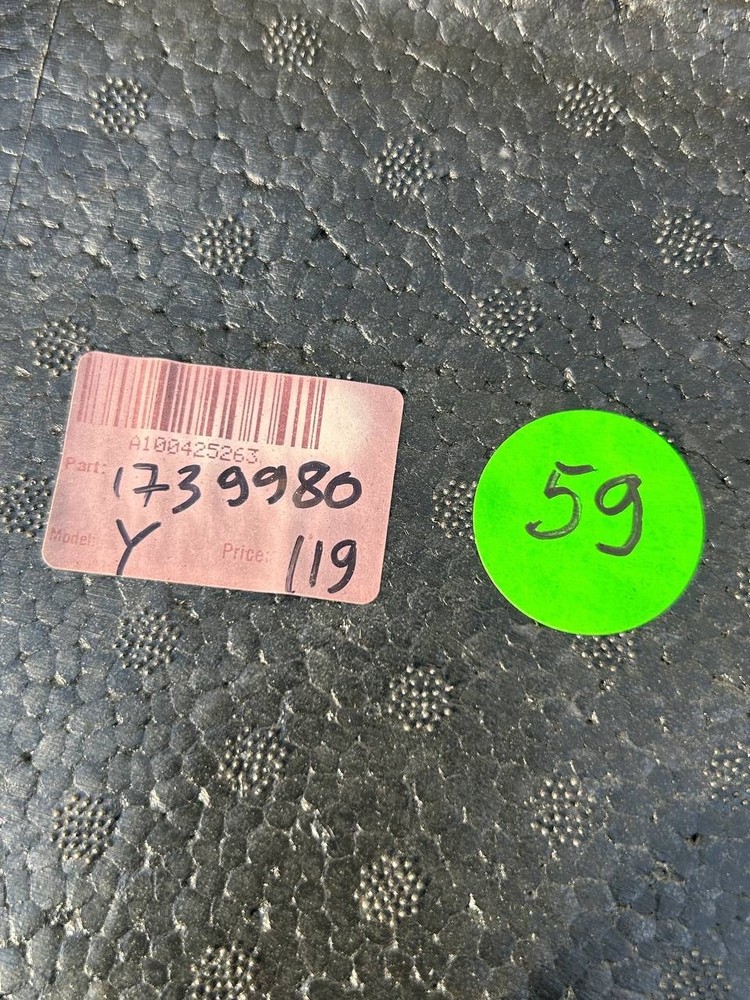 A100425263
Part: 1739980
Model: Y Price: 119
59